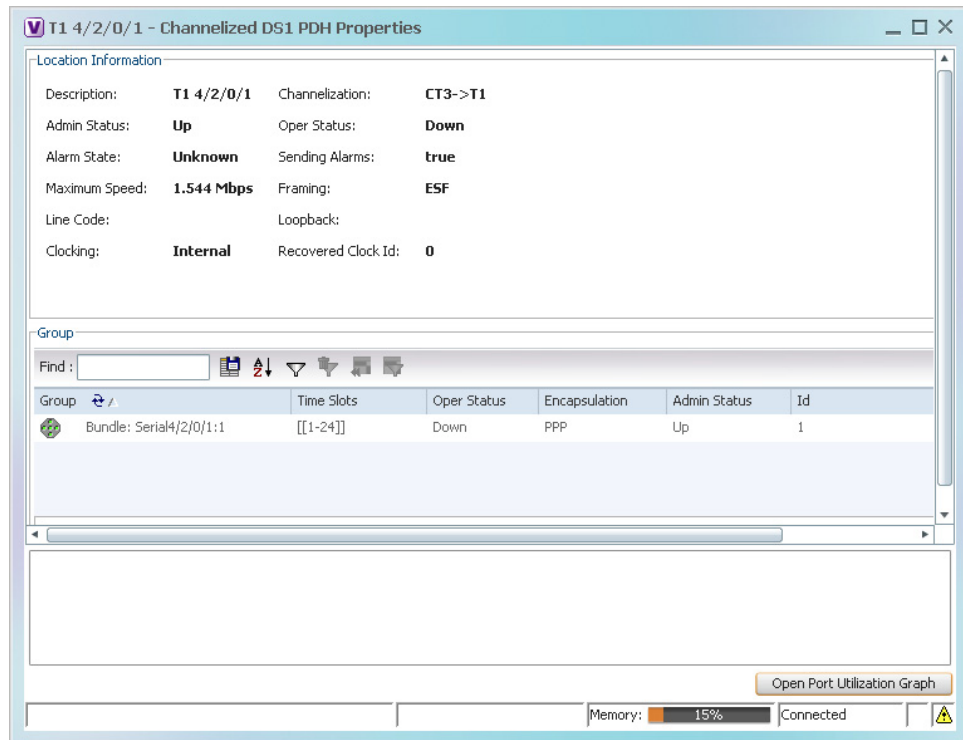 V T1 4/2/0/1 - Channelized DS1 PDH Properties
Location Information
Description: T1 4/2/0/1 Channelization: CT3->T1
Admin Status: Up Oper Status: Down
Alarm State: Unknown Sending Alarms: true
Maximum Speed: 1.544 Mbps Framing: ESF
Line Code: Loopback:
Clocking: Internal Recovered Clock Id: 0
Group
Find :
Group Time Slots Oper Status Encapsulation Admin Status Id
Bundle: Serial4/2/0/1:1 [[1-24]] Down PPP Up 1
Open Port Utilization Graph
Memory: 15% Connected